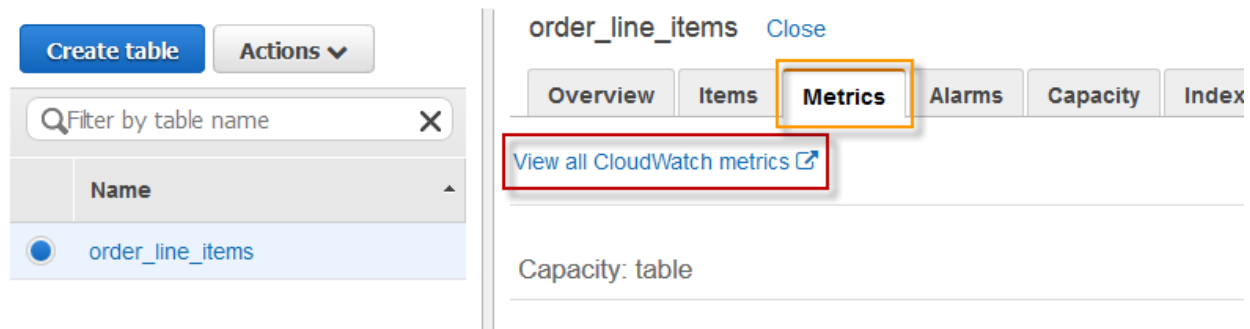 Create table
Actions
Filter by table name
Name
order_line_items
order_line_items Close
Overview Items Metrics Alarms Capacity Index
View all CloudWatch metrics
Capacity: table